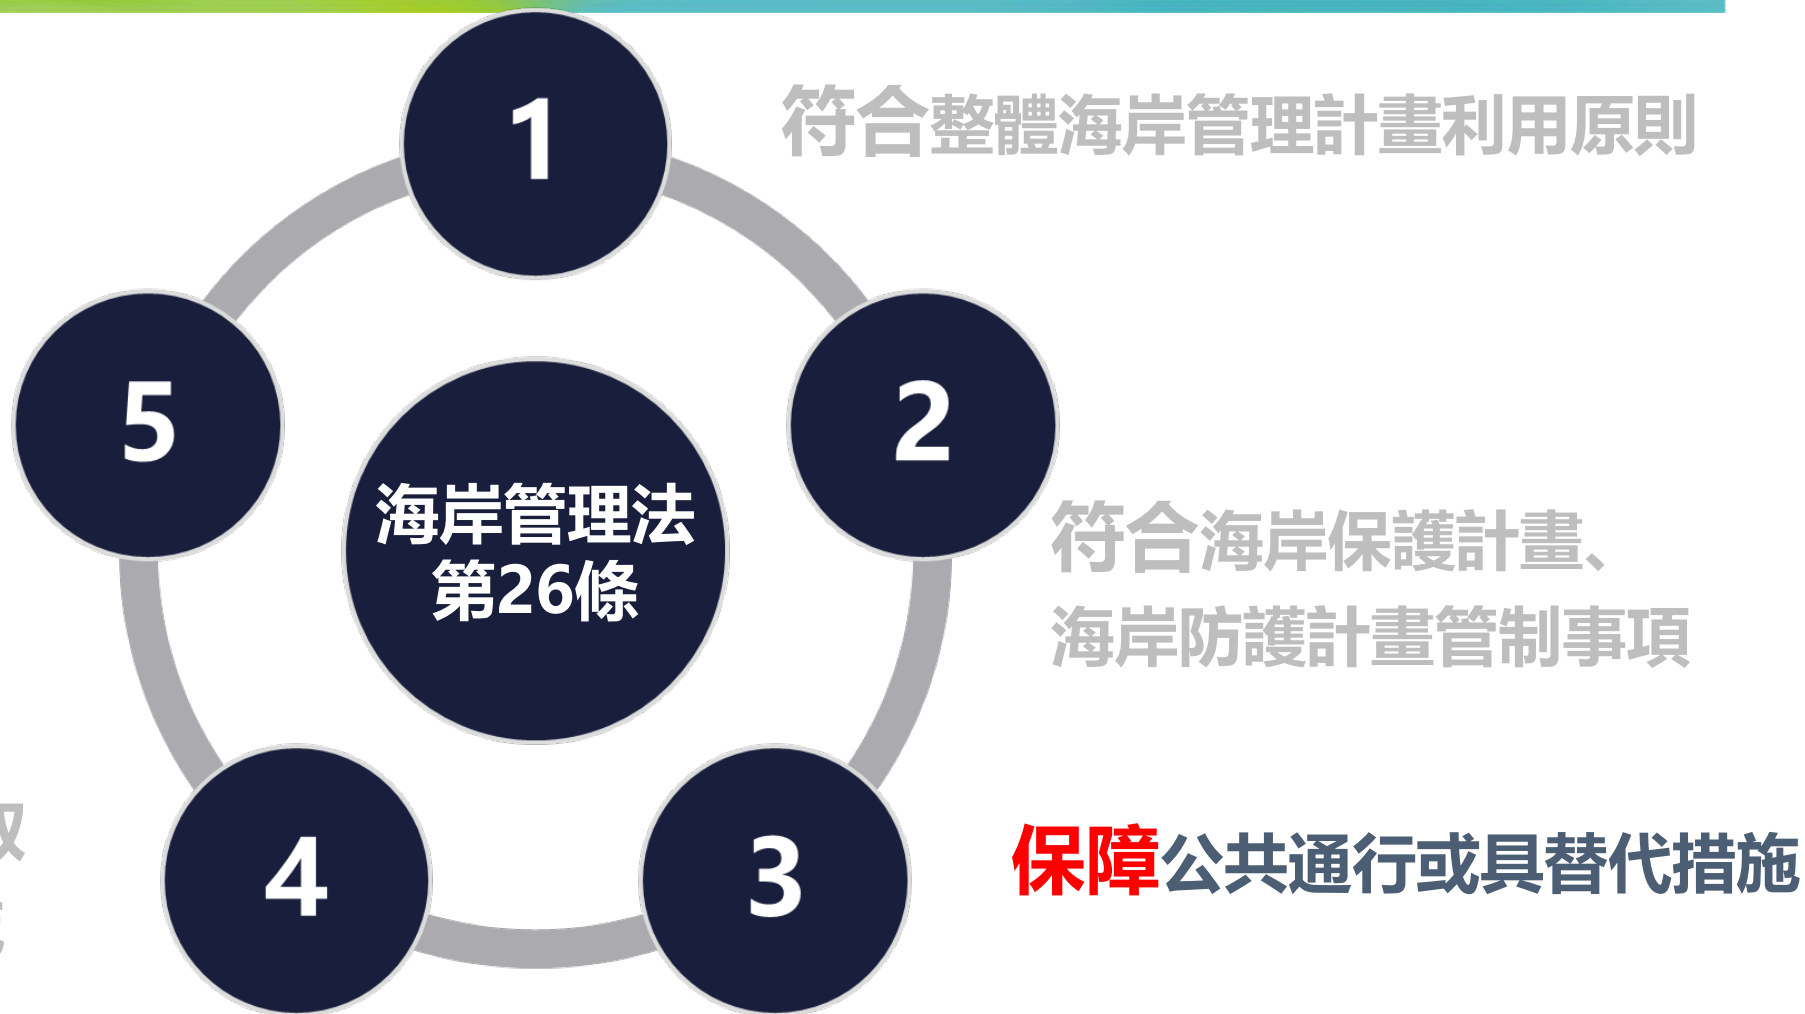 1
符合整體海岸管理計畫利用原則
5
2
海岸管理法
第26條
符合海岸保護計畫、
海岸防護計畫管制事項
4
3
保障公共通行或具替代措施